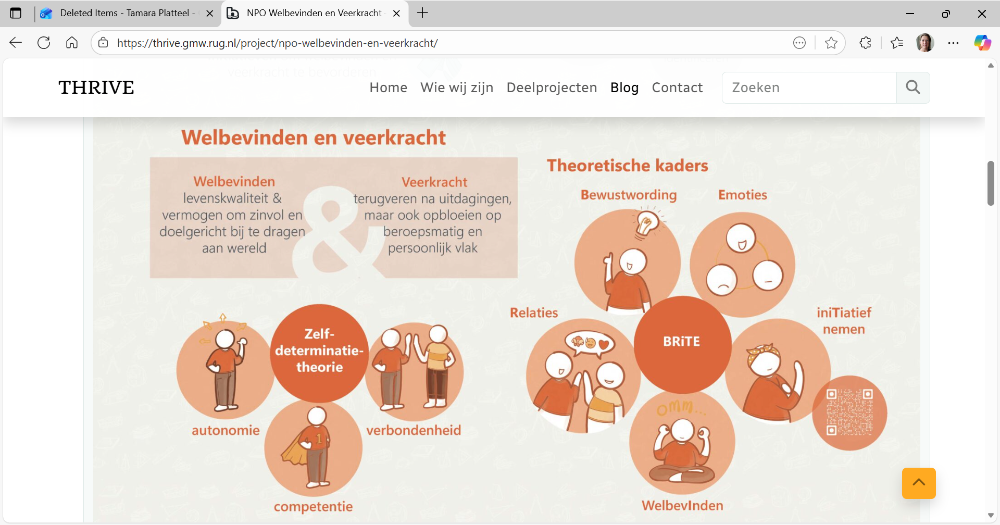 Deleted Items - Tamara Platteel -
NPO Welbevinden en Veerkracht -
https://thrive.gmw.rug.nl/project/npo-welbevinden-en-veerkracht/
veerkracht te bevorderen
THRIVE
Home
Wie wij zijn
Deelprojecten
Blog
Contact
Zoeken
Welbevinden en veerkracht
Welbevinden
levenskwaliteit &
vermogen om zinvol en
doelgericht bij te dragen
aan wereld
&
Veerkracht
terugveren na uitdagingen,
maar ook opbloeien op
beroepsmatig en
persoonlijk vlak
Theoretische kaders
Bewustwording
Emoties
Relaties
iniTiatief
nemen
BRiTE
Zelf-
determinatie-
theorie
autonomie
verbondenheid
1
competentie
OMM...
WelbevInden